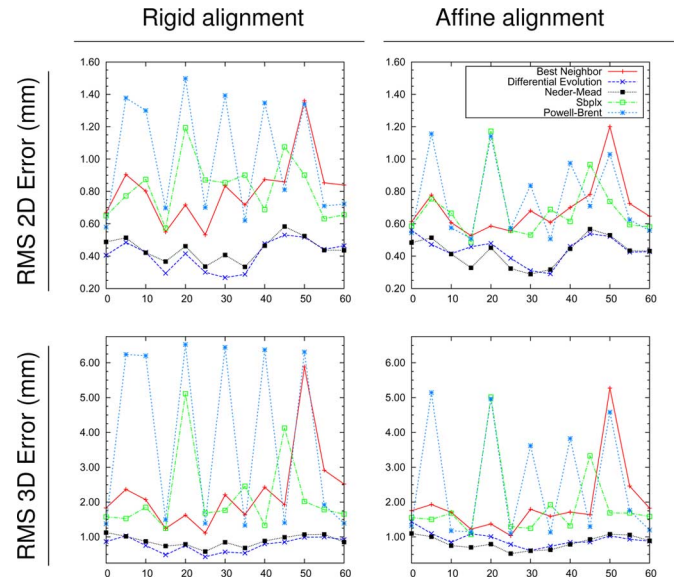 Rigid alignment
Affine alignment
RMS 2D Error (mm)
1.60
1.40
1.20
1.00
0.80
0.60
0.40
0.20
0 10 20 30 40 50 60
1.60
1.40
1.20
1.00
0.80
0.60
0.40
0.20
0 10 20 30 40 50 60
Best Neighbor
Differential Evolution
Neder-Mead
Sbplx
Powell-Brent
RMS 3D Error (mm)
6.00
5.00
4.00
3.00
2.00
1.00
0 10 20 30 40 50 60
6.00
5.00
4.00
3.00
2.00
1.00
0 10 20 30 40 50 60